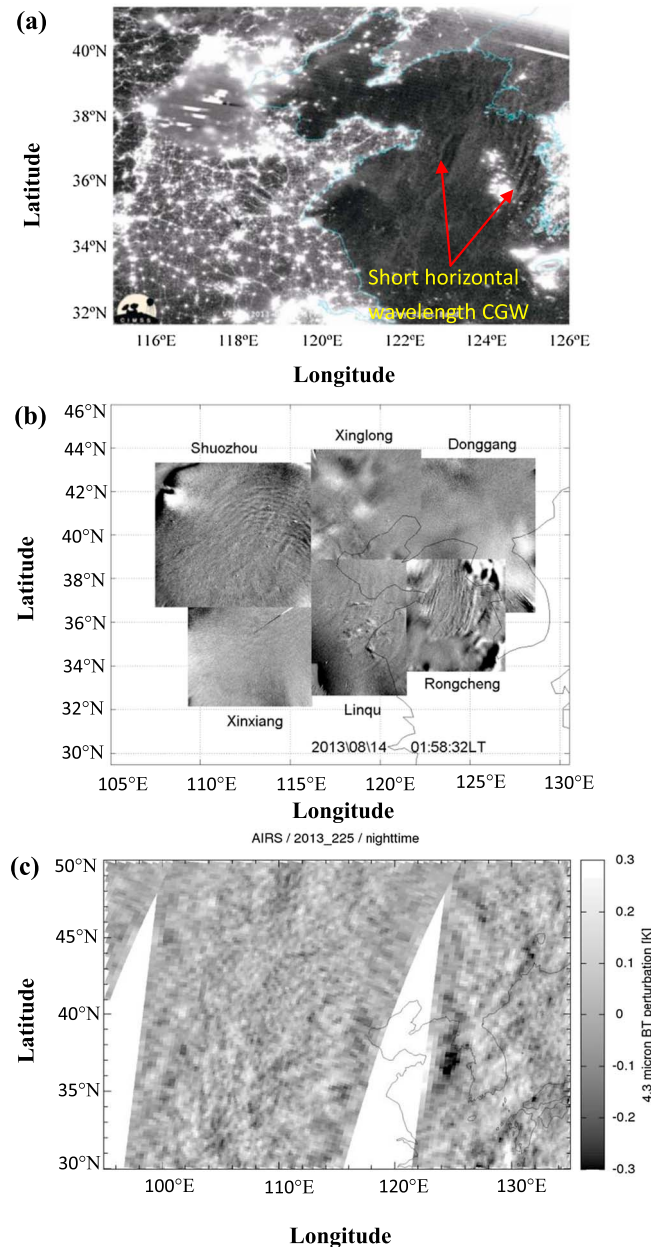 (a)
40°N
38°N
36°N
34°N
32°N
Latitude
Short horizontal
wavelength CGW
CIMSS
116°E
118°E
120°E
122°E
124°E
126°E
Longitude
(b)
46°N
44°N
42°N
40°N
38°N
36°N
34°N
32°N
30°N
Latitude
Shuozhou
Xinglong
Donggang
Xinxiang
Linqu
Rongcheng
2013\08\14 01:58:32LT
105°E
110°E
115°E
120°E
125°E
130°E
Longitude
AIRS / 2013_225 / nighttime
(c)
50°N
45°N
40°N
35°N
30°N
Latitude
100°E
110°E
120°E
130°E
Longitude
0.3
0.2
0.1
0
-0.1
-0.2
-0.3
4.3 micron BT perturbation [K]